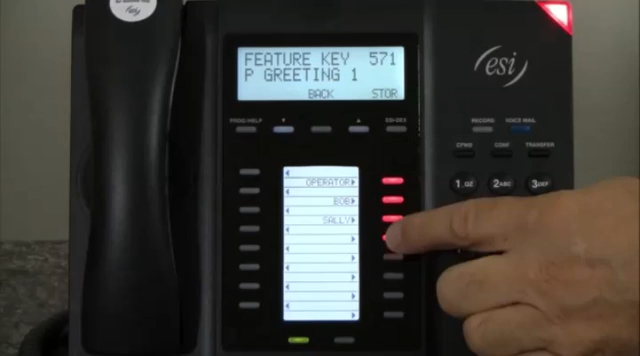 FEATURE KEY 571
P GREETING 1
BACK STOR
esi
PROG/HELP
ESI-DEX
RECORD VOICE MAIL
CFWD CONF TRANSFER
1.QZ 2ABC 3DEF
OPERATOR
BOB
SALLY